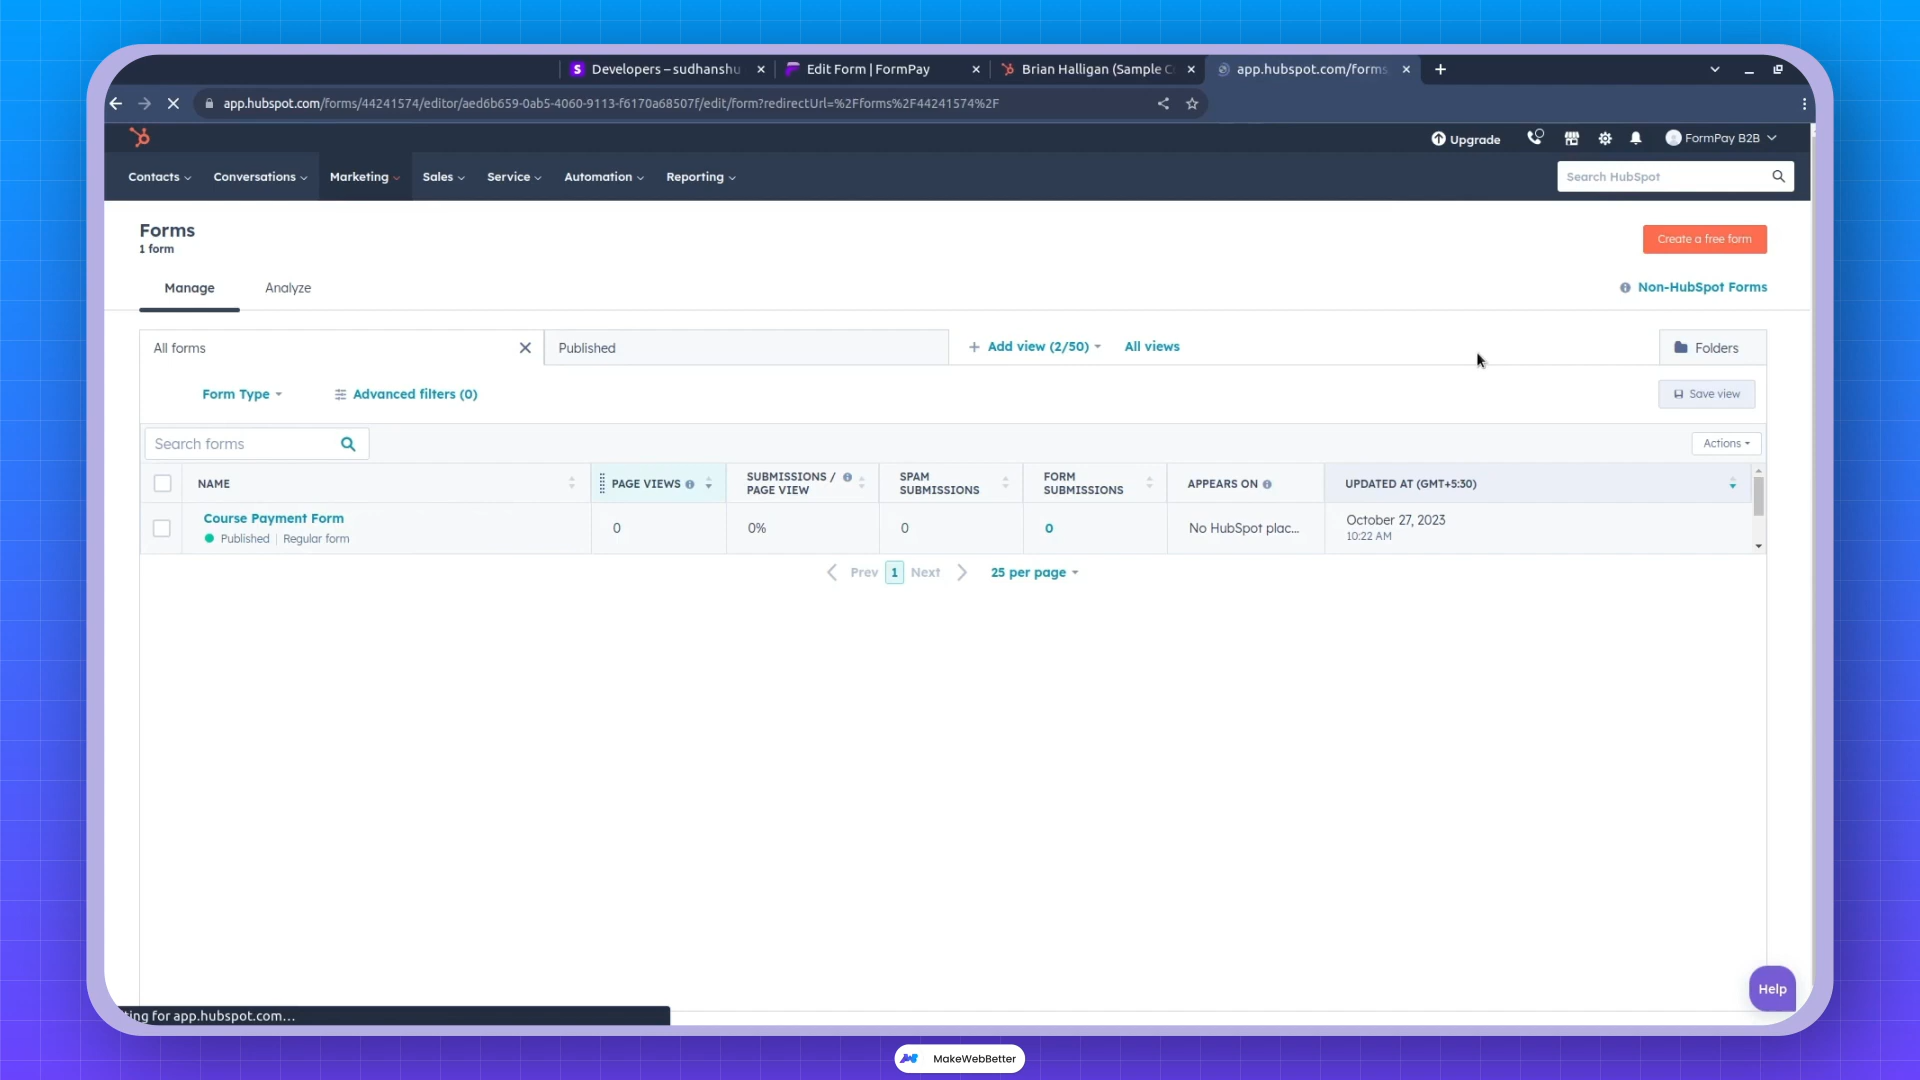 Developers – sudhanshu
Edit Form | FormPay
Brian Halligan (Sample C
app.hubspot.com/forms
app.hubspot.com/forms/44241574/editor/aed6b659-0ab5-4060-9113-f6170a68507f/edit/form?redirectUrl=%2Fforms%2F44241574%2F
Upgrade
FormPay B2B
Contacts
Conversations
Marketing
Sales
Service
Automation
Reporting
Search HubSpot
Forms
1 form
Create a free form
Manage
Analyze
Non-HubSpot Forms
All forms
Published
+ Add view (2/50)
All views
Folders
Form Type
Advanced filters (0)
Save view
Search forms
Actions
NAME
PAGE VIEWS
SUBMISSIONS /
PAGE VIEW
SPAM
SUBMISSIONS
FORM
SUBMISSIONS
APPEARS ON
UPDATED AT (GMT+5:30)
Course Payment Form
Published | Regular form
0
0%
0
0
No HubSpot plac...
October 27, 2023
10:22 AM
Prev
1
Next
25 per page
Help
ting for app.hubspot.com...
MakeWebBetter